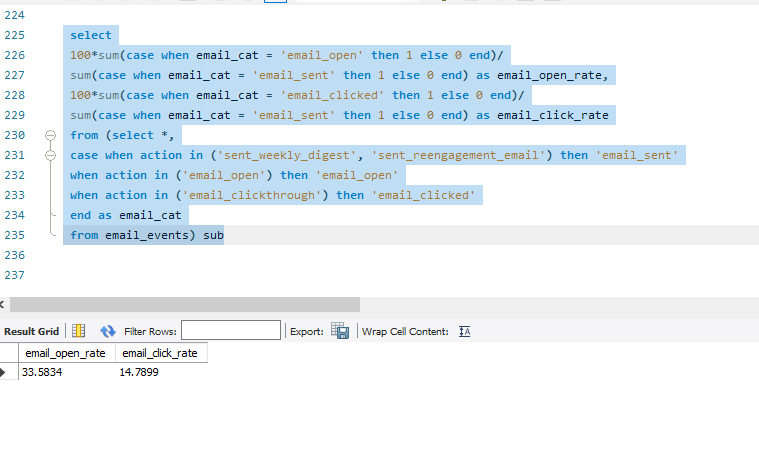 224
225 select
226 100*sum(case when email_cat = 'email_open' then 1 else 0 end)/
227 sum(case when email_cat = 'email_sent' then 1 else 0 end) as email_open_rate,
228 100*sum(case when email_cat = 'email_clicked' then 1 else 0 end)/
229 sum(case when email_cat = 'email_sent' then 1 else 0 end) as email_click_rate
230 from (select *,
231 case when action in ('sent_weekly_digest', 'sent_reengagement_email') then 'email_sent'
232 when action in ('email_open') then 'email_open'
233 when action in ('email_clickthrough') then 'email_clicked'
234 end as email_cat
235 from email_events) sub
236
237
Result Grid Filter Rows: Export: Wrap Cell Content: IA
email_open_rate email_click_rate
33.5834 14.7899